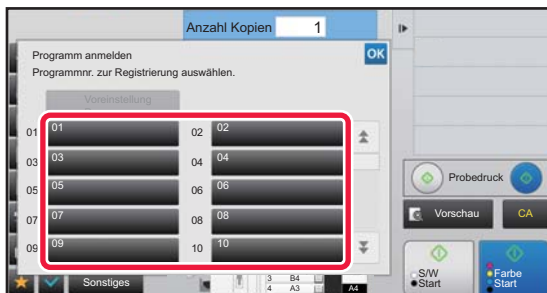 Anzahl Kopien 1
Programm anmelden
OK
Programmnr. zur Registrierung auswählen.
Voreinstellung
01 01 02 02
03 03 04 04
05 05 06 06
07 07 08 08
09 09 10 10
Probedruck
Vorschau CA
S/W Start
Farbe Start
Sonstiges
3 B4
4 A3 A4